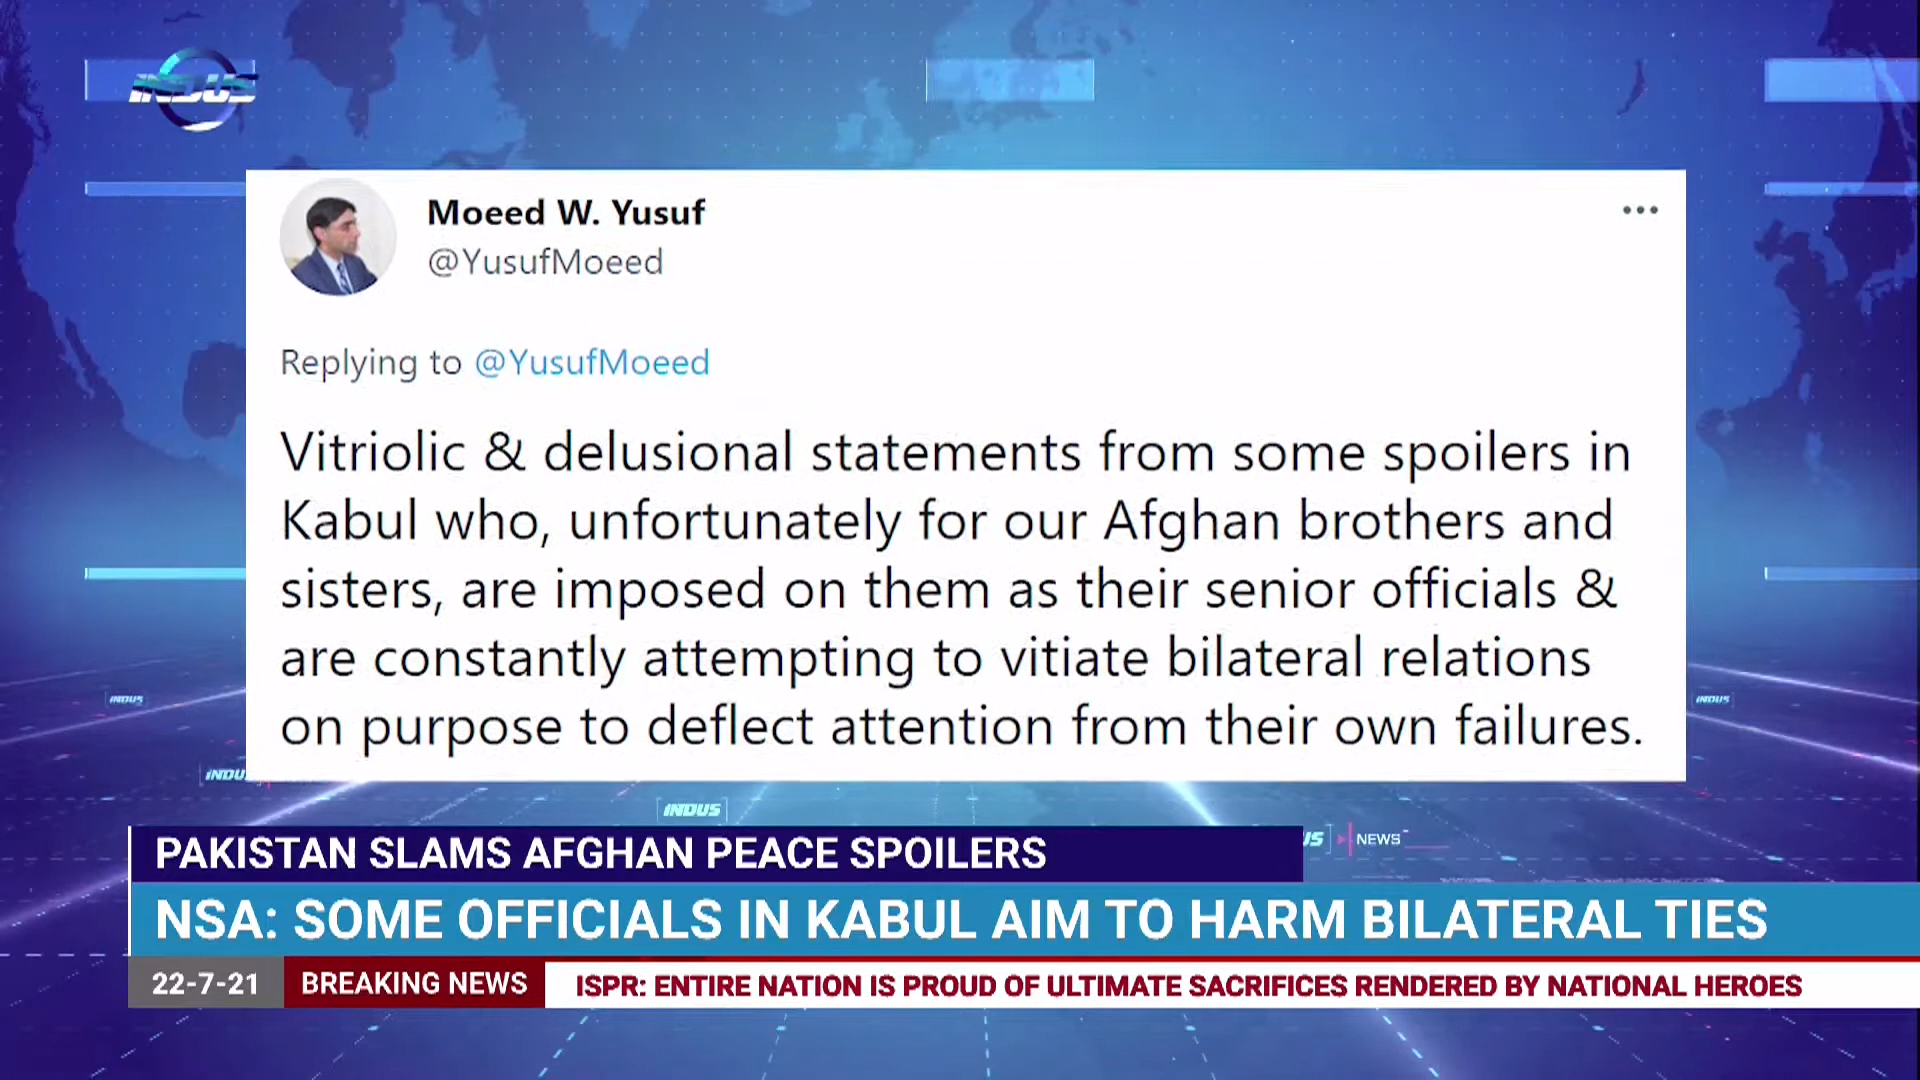 INDUS
Moeed W. Yusuf
@YusufMoeed
Replying to @YusufMoeed
Vitriolic & delusional statements from some spoilers in
Kabul who, unfortunately for our Afghan brothers and
sisters, are imposed on them as their senior officials &
are constantly attempting to vitiate bilateral relations
on purpose to deflect attention from their own failures.
INDUS
INDUS
INDUS
INDUS
NEWS
PAKISTAN SLAMS AFGHAN PEACE SPOILERS
NSA: SOME OFFICIALS IN KABUL AIM TO HARM BILATERAL TIES
22-7-21 BREAKING NEWS ISPR: ENTIRE NATION IS PROUD OF ULTIMATE SACRIFICES RENDERED BY NATIONAL HEROES